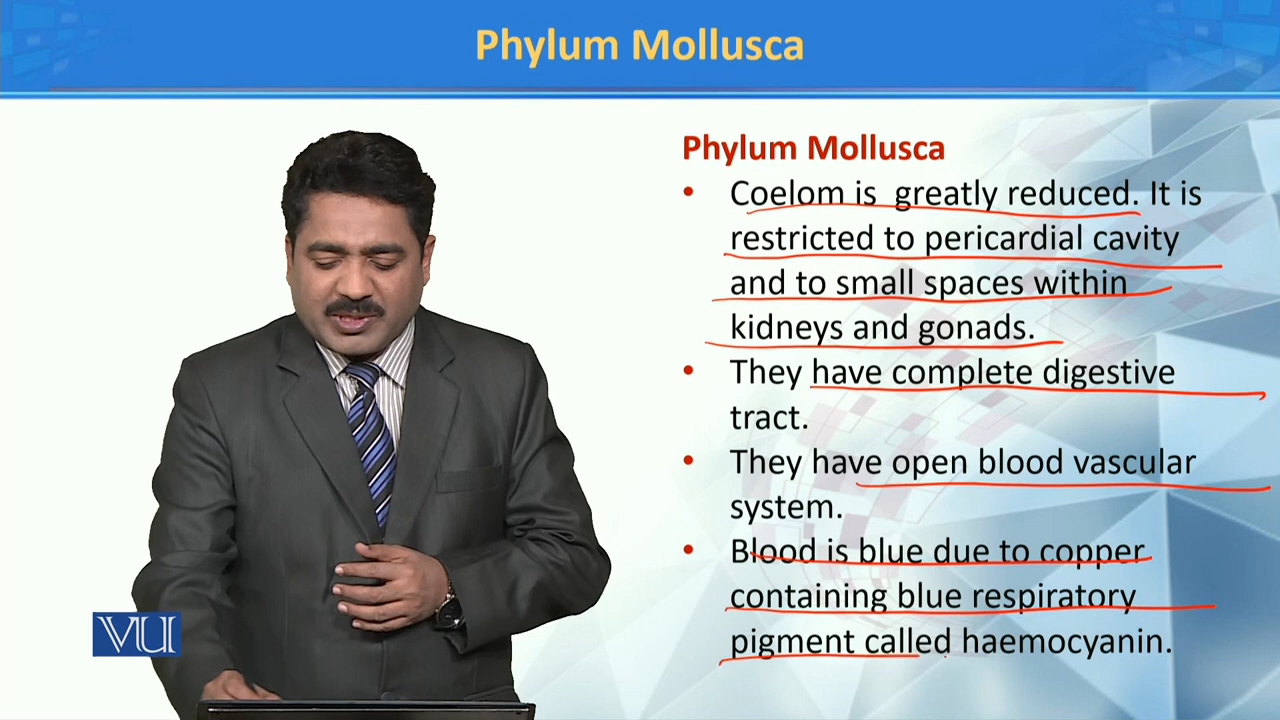 Phylum Mollusca
Phylum Mollusca
• Coelom is greatly reduced. It is
restricted to pericardial cavity
and to small spaces within
kidneys and gonads.
• They have complete digestive
tract.
• They have open blood vascular
system.
• Blood is blue due to copper
containing blue respiratory
pigment called haemocyanin.
VU